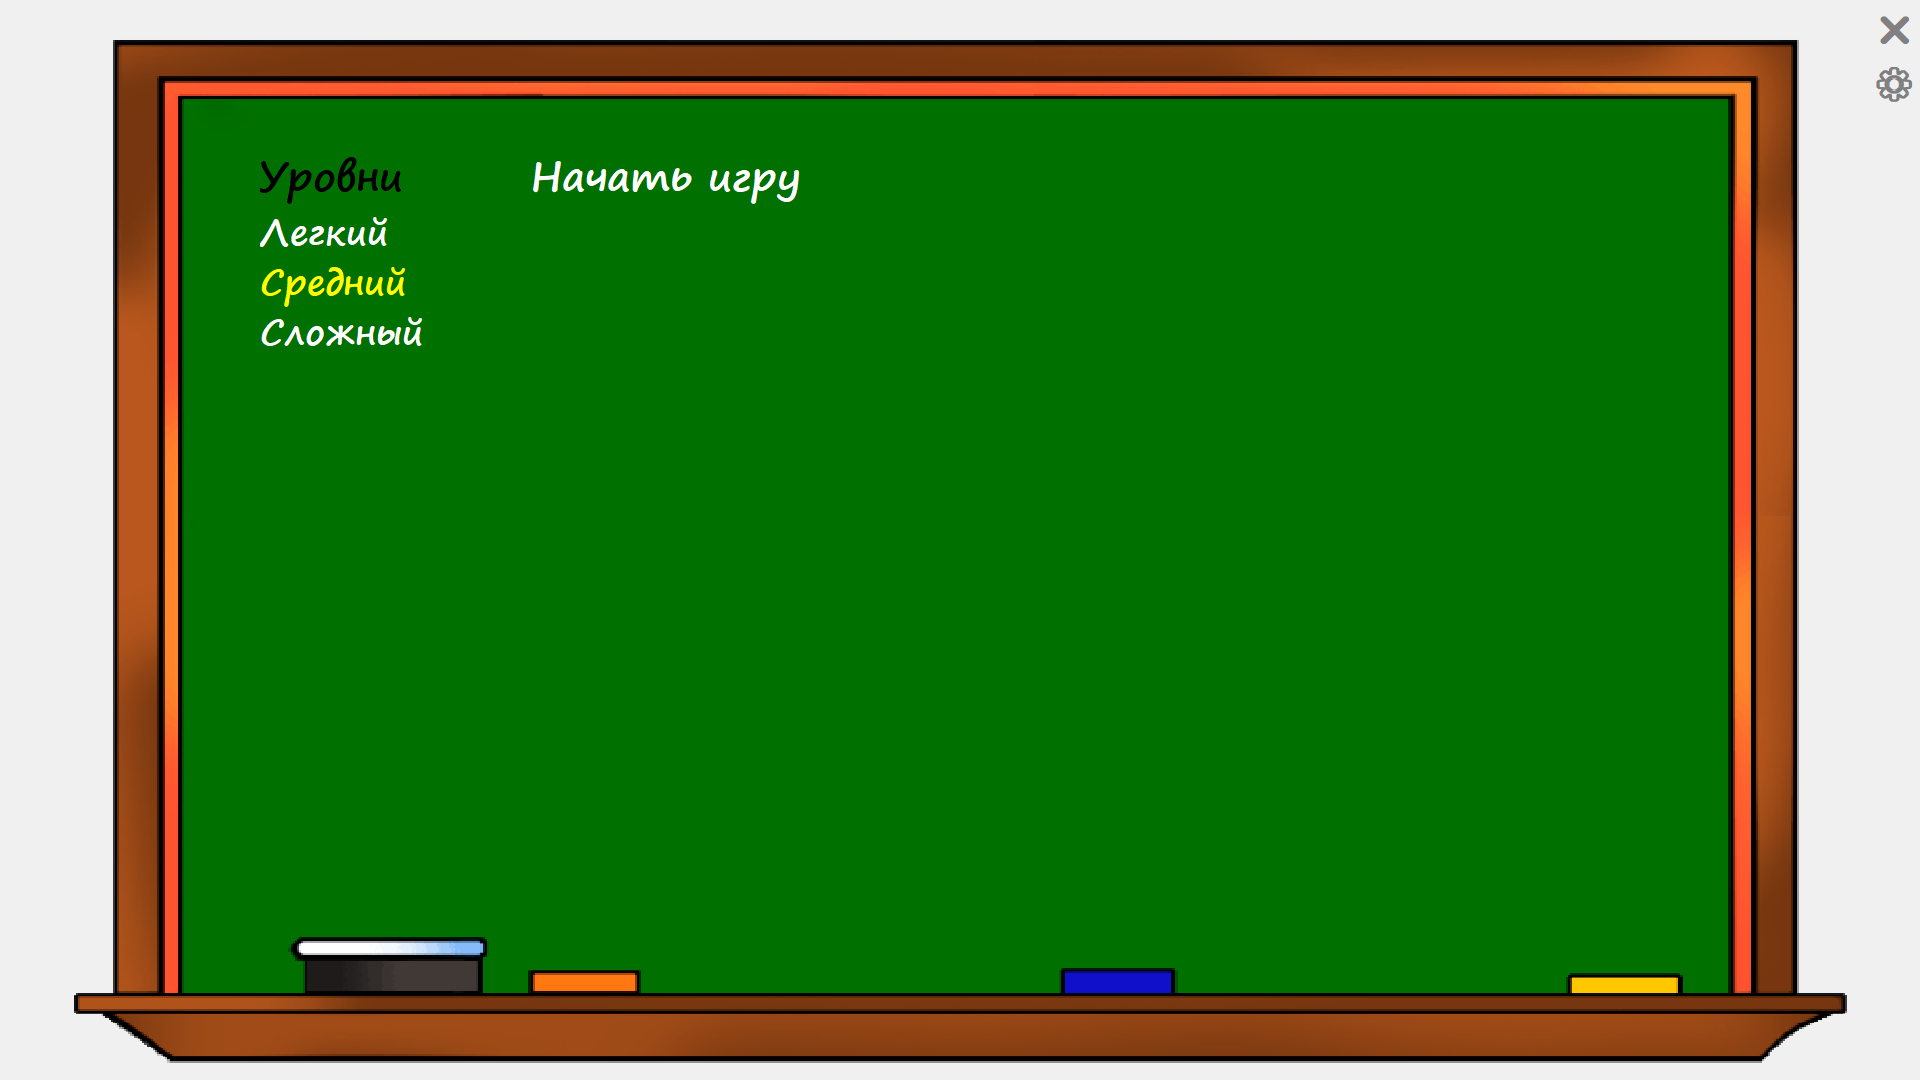 Уровни
Начать игру
Легкий
Средний
Сложный